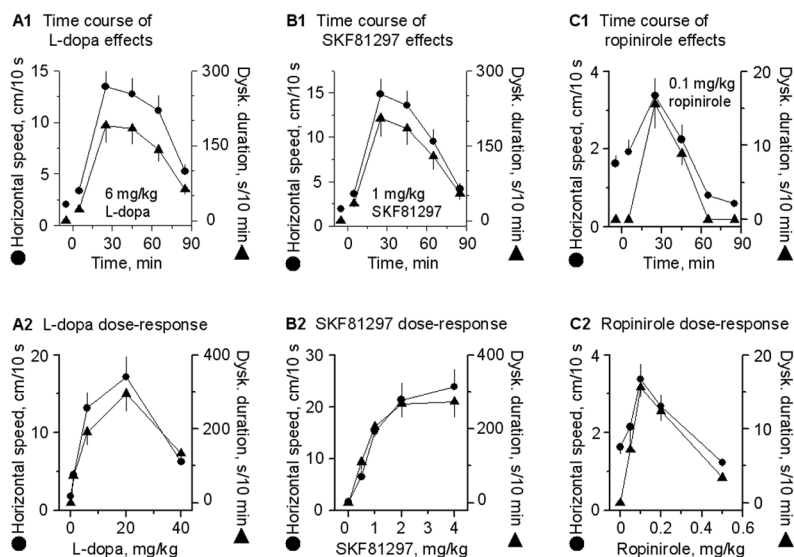 A1 Time course of
L-dopa effects
Horizontal speed, cm/10 s
15
10
5
0
300
150
0
Dysk. duration, s/10 min
6 mg/kg
L-dopa
0 30 60 90
Time, min
B1 Time course of
SKF81297 effects
Horizontal speed, cm/10 s
17.5
15
12.5
10
7.5
5
2.5
0
300
150
0
Dysk. duration, s/10 min
1 mg/kg
SKF81297
0 30 60 90
Time, min
C1 Time course of
ropinirole effects
Horizontal speed, cm/10 s
4
2
0
20
10
0
Dysk. duration, s/10 min
0.1 mg/kg
ropinirole
0 30 60 90
Time, min
A2 L-dopa dose-response
Horizontal speed, cm/10 s
20
10
0
400
200
0
Dysk. duration, s/10 min
0 20 40
L-dopa, mg/kg
B2 SKF81297 dose-response
Horizontal speed, cm/10 s
30
20
10
0
400
200
0
Dysk. duration, s/10 min
0 1 2 3 4
SKF81297, mg/kg
C2 Ropinirole dose-response
Horizontal speed, cm/10 s
4
2
0
20
10
0
Dysk. duration, s/10 min
0.0 0.2 0.4 0.6
Ropinirole, mg/kg